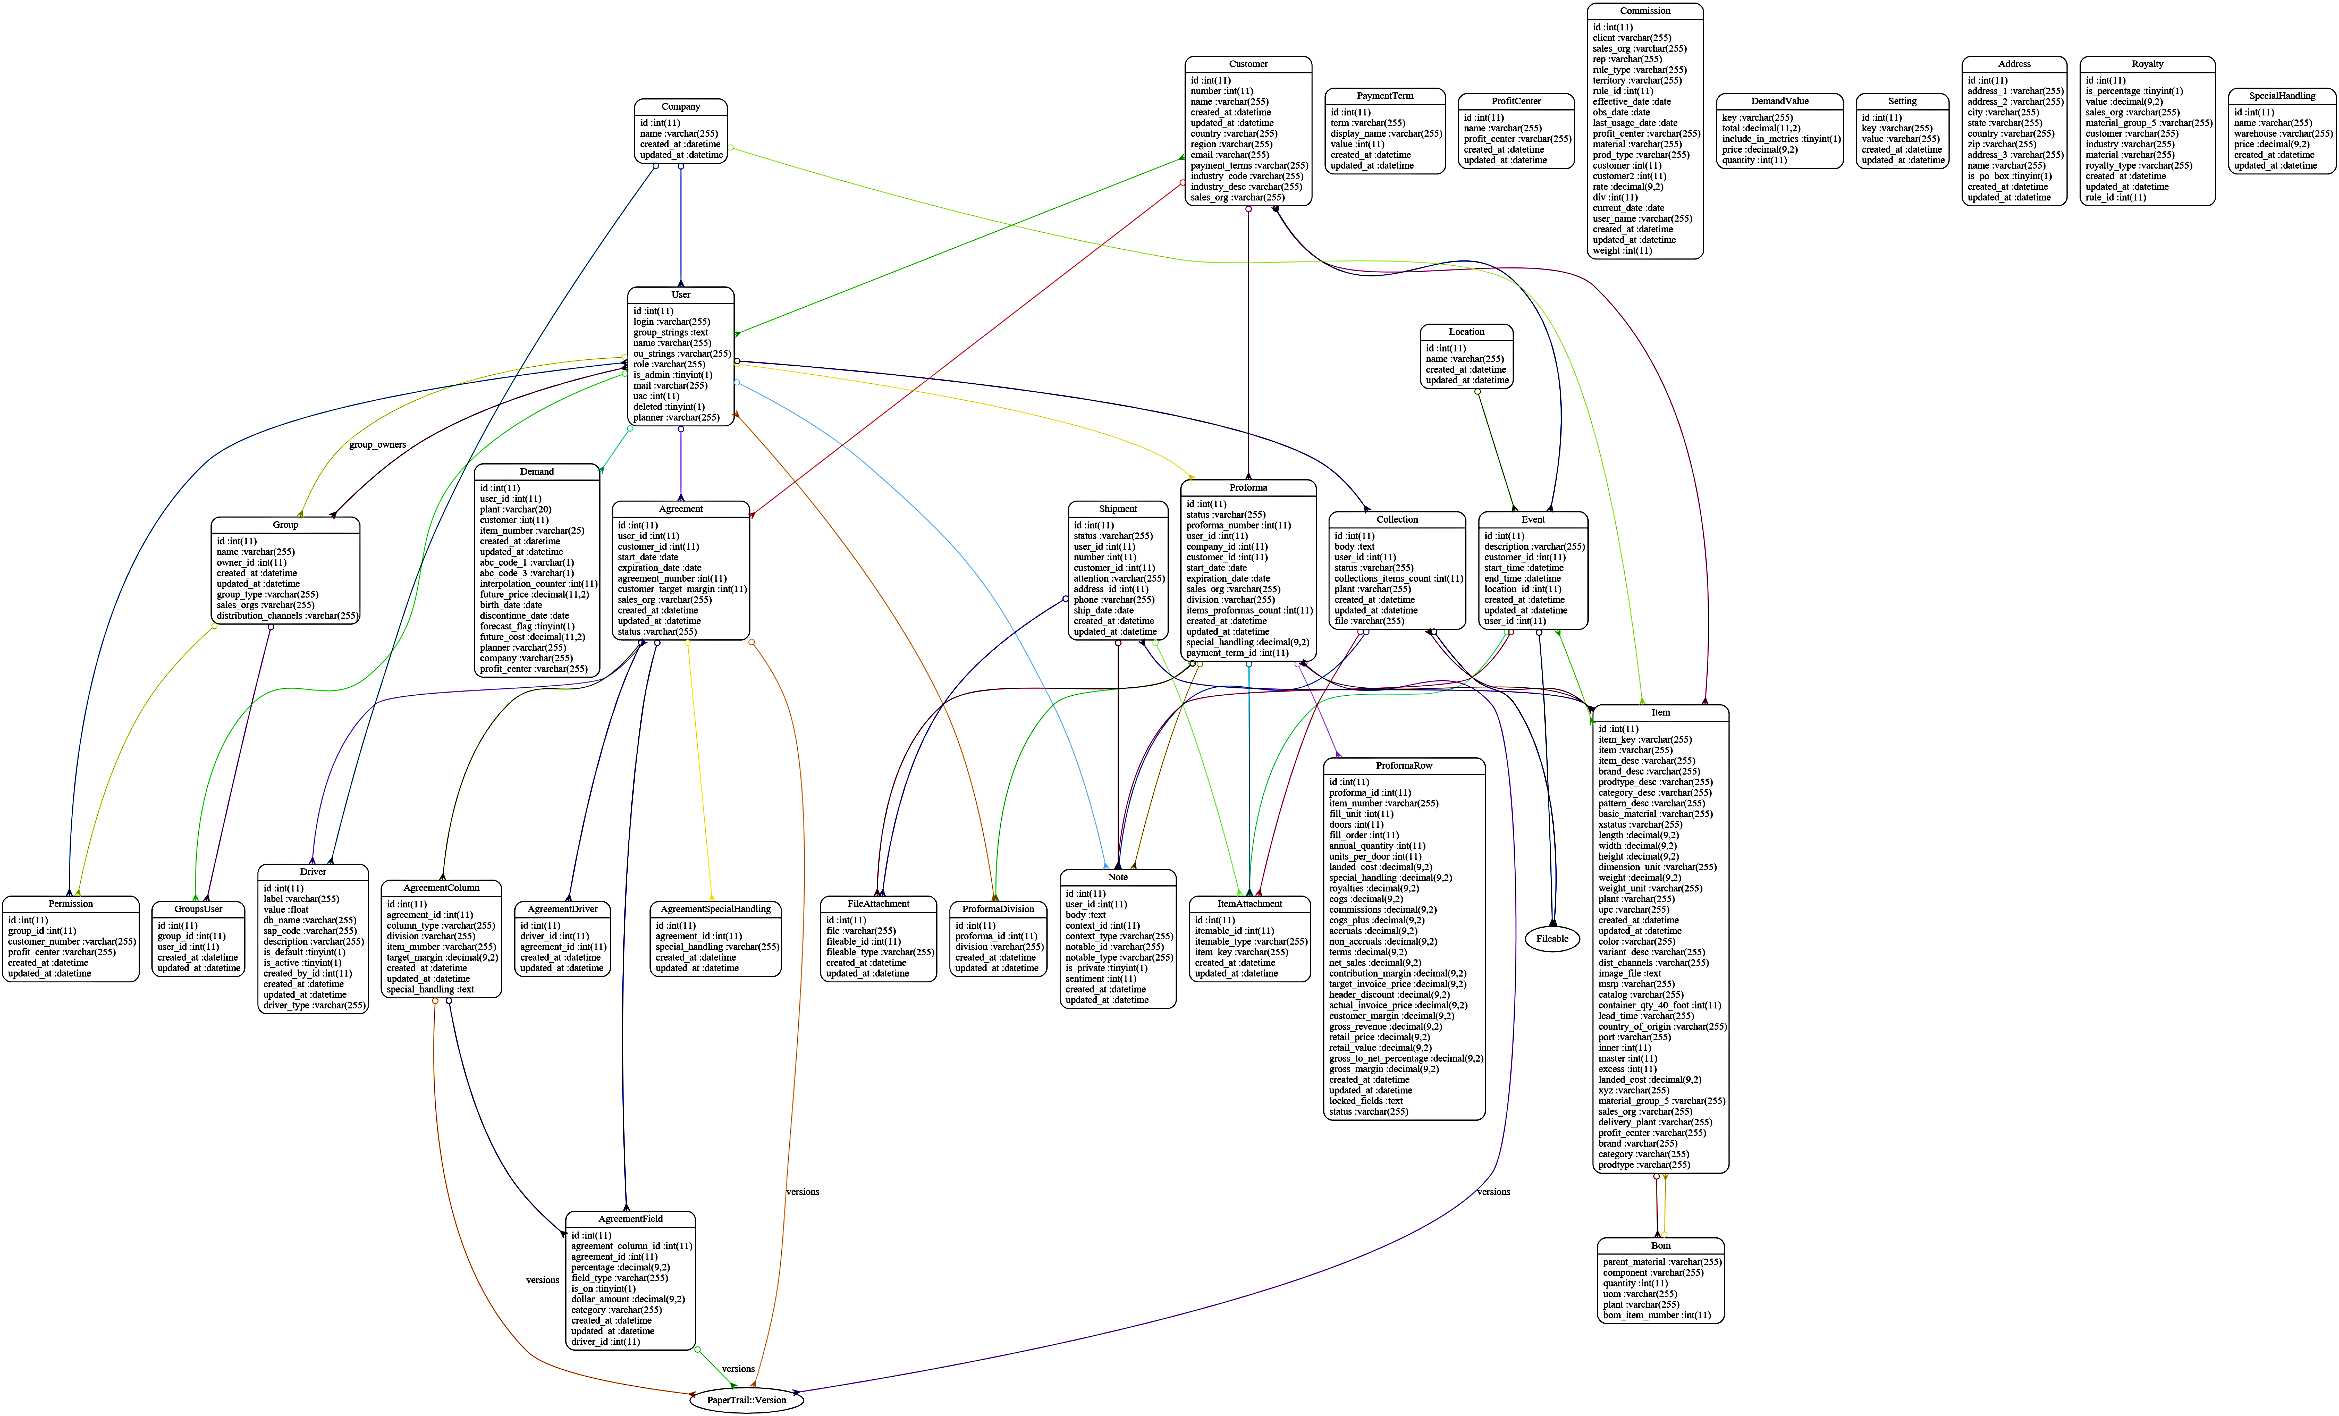 Commission
id :int(11)
client :varchar(255)
sales_org :varchar(255)
rep :varchar(255)
rule_type :varchar(255)
territory :varchar(255)
rule_id :int(11)
effective_date :date
obs_date :date
last_usage_date :date
profit_center :varchar(255)
material :varchar(255)
prod_type :varchar(255)
customer :int(11)
customer2 :int(11)
rate :decimal(9,2)
div :int(11)
current_date :date
user_name :varchar(255)
created_at :datetime
updated_at :datetime
weight :int(11)
Customer
id :int(11)
number :int(11)
name :varchar(255)
created_at :datetime
updated_at :datetime
country :varchar(255)
region :varchar(255)
email :varchar(255)
payment_terms :varchar(255)
industry_code :varchar(255)
industry_desc :varchar(255)
sales_org :varchar(255)
Address
id :int(11)
address_1 :varchar(255)
address_2 :varchar(255)
city :varchar(255)
state :varchar(255)
country :varchar(255)
zip :varchar(255)
address_3 :varchar(255)
name :varchar(255)
is_po_box :tinyint(1)
created_at :datetime
updated_at :datetime
Royalty
id :int(11)
is_percentage :tinyint(1)
value :decimal(9,2)
sales_org :varchar(255)
material_group_5 :varchar(255)
customer :varchar(255)
industry :varchar(255)
material :varchar(255)
royalty_type :varchar(255)
created_at :datetime
updated_at :datetime
rule_id :int(11)
PaymentTerm
id :int(11)
term :varchar(255)
display_name :varchar(255)
value :int(11)
created_at :datetime
updated_at :datetime
ProfitCenter
id :int(11)
name :varchar(255)
profit_center :varchar(255)
created_at :datetime
updated_at :datetime
DemandValue
key :varchar(255)
total :decimal(11,2)
include_in_metrics :tinyint(1)
price :decimal(9,2)
quantity :int(11)
Setting
id :int(11)
key :varchar(255)
value :varchar(255)
created_at :datetime
updated_at :datetime
SpecialHandling
id :int(11)
name :varchar(255)
warehouse :varchar(255)
price :decimal(9,2)
created_at :datetime
updated_at :datetime
Company
id :int(11)
name :varchar(255)
created_at :datetime
updated_at :datetime
User
id :int(11)
login :varchar(255)
group_strings :text
name :varchar(255)
ou_strings :varchar(255)
role :varchar(255)
is_admin :tinyint(1)
mail :varchar(255)
uac :int(11)
deleted :tinyint(1)
planner :varchar(255)
Location
id :int(11)
name :varchar(255)
created_at :datetime
updated_at :datetime
group_owners
Demand
id :int(11)
user_id :int(11)
plant :varchar(20)
customer :int(11)
item_number :varchar(25)
created_at :datetime
updated_at :datetime
abc_code_1 :varchar(1)
abc_code_3 :varchar(1)
interpolation_counter :int(11)
future_price :decimal(11,2)
birth_date :date
discontinue_date :date
forecast_flag :tinyint(1)
future_cost :decimal(11,2)
planner :varchar(255)
company :varchar(255)
profit_center :varchar(255)
Agreement
id :int(11)
user_id :int(11)
customer_id :int(11)
start_date :date
expiration_date :date
agreement_number :int(11)
customer_target_margin :int(11)
sales_org :varchar(255)
created_at :datetime
updated_at :datetime
status :varchar(255)
Group
id :int(11)
name :varchar(255)
owner_id :int(11)
created_at :datetime
updated_at :datetime
group_type :varchar(255)
sales_orgs :varchar(255)
distribution_channels :varchar(255)
Shipment
id :int(11)
status :varchar(255)
user_id :int(11)
number :int(11)
customer_id :int(11)
attention :varchar(255)
address_id :int(11)
phone :varchar(255)
ship_date :date
created_at :datetime
updated_at :datetime
Proforma
id :int(11)
status :varchar(255)
proforma_number :int(11)
user_id :int(11)
company_id :int(11)
customer_id :int(11)
start_date :date
expiration_date :date
sales_org :varchar(255)
division :varchar(255)
items_proformas_count :int(11)
created_at :datetime
updated_at :datetime
special_handling :decimal(9,2)
payment_term_id :int(11)
Collection
id :int(11)
body :text
user_id :int(11)
status :varchar(255)
collections_items_count :int(11)
plant :varchar(255)
created_at :datetime
updated_at :datetime
file :varchar(255)
Event
id :int(11)
description :varchar(255)
customer_id :int(11)
start_time :datetime
end_time :datetime
location_id :int(11)
created_at :datetime
updated_at :datetime
user_id :int(11)
Item
id :int(11)
item_key :varchar(255)
item :varchar(255)
item_desc :varchar(255)
brand_desc :varchar(255)
prodtype_desc :varchar(255)
category_desc :varchar(255)
pattern_desc :varchar(255)
basic_material :varchar(255)
xstatus :varchar(255)
length :decimal(9,2)
width :decimal(9,2)
height :decimal(9,2)
dimension_unit :varchar(255)
weight :decimal(9,2)
weight_unit :varchar(255)
plant :varchar(255)
upc :varchar(255)
created_at :datetime
updated_at :datetime
color :varchar(255)
variant_desc :varchar(255)
dist_channels :varchar(255)
image_file :text
msrp :varchar(255)
catalog :varchar(255)
container_qty_40_foot :int(11)
lead_time :varchar(255)
country_of_origin :varchar(255)
port :varchar(255)
inner :int(11)
master :int(11)
excess :int(11)
landed_cost :decimal(9,2)
xyz :varchar(255)
material_group_5 :varchar(255)
sales_org :varchar(255)
delivery_plant :varchar(255)
profit_center :varchar(255)
brand :varchar(255)
category :varchar(255)
prodtype :varchar(255)
ProformaRow
id :int(11)
proforma_id :int(11)
item_number :varchar(255)
fill_unit :int(11)
doors :int(11)
fill_order :int(11)
annual_quantity :int(11)
units_per_door :int(11)
landed_cost :decimal(9,2)
special_handling :decimal(9,2)
royalties :decimal(9,2)
cogs :decimal(9,2)
commissions :decimal(9,2)
cogs_plus :decimal(9,2)
accruals :decimal(9,2)
non_accruals :decimal(9,2)
terms :decimal(9,2)
net_sales :decimal(9,2)
contribution_margin :decimal(9,2)
target_invoice_price :decimal(9,2)
header_discount :decimal(9,2)
actual_invoice_price :decimal(9,2)
customer_margin :decimal(9,2)
gross_revenue :decimal(9,2)
retail_price :decimal(9,2)
retail_value :decimal(9,2)
gross_to_net_percentage :decimal(9,2)
gross_margin :decimal(9,2)
created_at :datetime
updated_at :datetime
locked_fields :text
status :varchar(255)
Permission
id :int(11)
group_id :int(11)
customer_number :varchar(255)
profit_center :varchar(255)
created_at :datetime
updated_at :datetime
GroupsUser
id :int(11)
group_id :int(11)
user_id :int(11)
created_at :datetime
updated_at :datetime
Driver
id :int(11)
label :varchar(255)
value :float
db_name :varchar(255)
sap_code :varchar(255)
description :varchar(255)
is_default :tinyint(1)
is_active :tinyint(1)
created_by_id :int(11)
created_at :datetime
updated_at :datetime
driver_type :varchar(255)
AgreementColumn
id :int(11)
agreement_id :int(11)
column_type :varchar(255)
division :varchar(255)
item_number :varchar(255)
target_margin :decimal(9,2)
created_at :datetime
updated_at :datetime
special_handling :text
AgreementDriver
id :int(11)
driver_id :int(11)
agreement_id :int(11)
created_at :datetime
updated_at :datetime
AgreementSpecialHandling
id :int(11)
agreement_id :int(11)
special_handling :varchar(255)
created_at :datetime
updated_at :datetime
FileAttachment
id :int(11)
file :varchar(255)
fileable_id :int(11)
fileable_type :varchar(255)
created_at :datetime
updated_at :datetime
ProformaDivision
id :int(11)
proforma_id :int(11)
division :varchar(255)
created_at :datetime
updated_at :datetime
Note
id :int(11)
user_id :int(11)
body :text
context_id :int(11)
context_type :varchar(255)
notable_id :varchar(255)
notable_type :varchar(255)
is_private :tinyint(1)
sentiment :int(11)
created_at :datetime
updated_at :datetime
ItemAttachment
id :int(11)
itemable_id :int(11)
itemable_type :varchar(255)
item_key :varchar(255)
created_at :datetime
updated_at :datetime
Fileable
versions
versions
AgreementField
id :int(11)
agreement_column_id :int(11)
agreement_id :int(11)
percentage :decimal(9,2)
field_type :varchar(255)
is_on :tinyint(1)
dollar_amount :decimal(9,2)
category :varchar(255)
created_at :datetime
updated_at :datetime
driver_id :int(11)
Bom
parent_material :varchar(255)
component :varchar(255)
quantity :int(11)
uom :varchar(255)
plant :varchar(255)
bom_item_number :int(11)
versions
versions
PaperTrail::Version